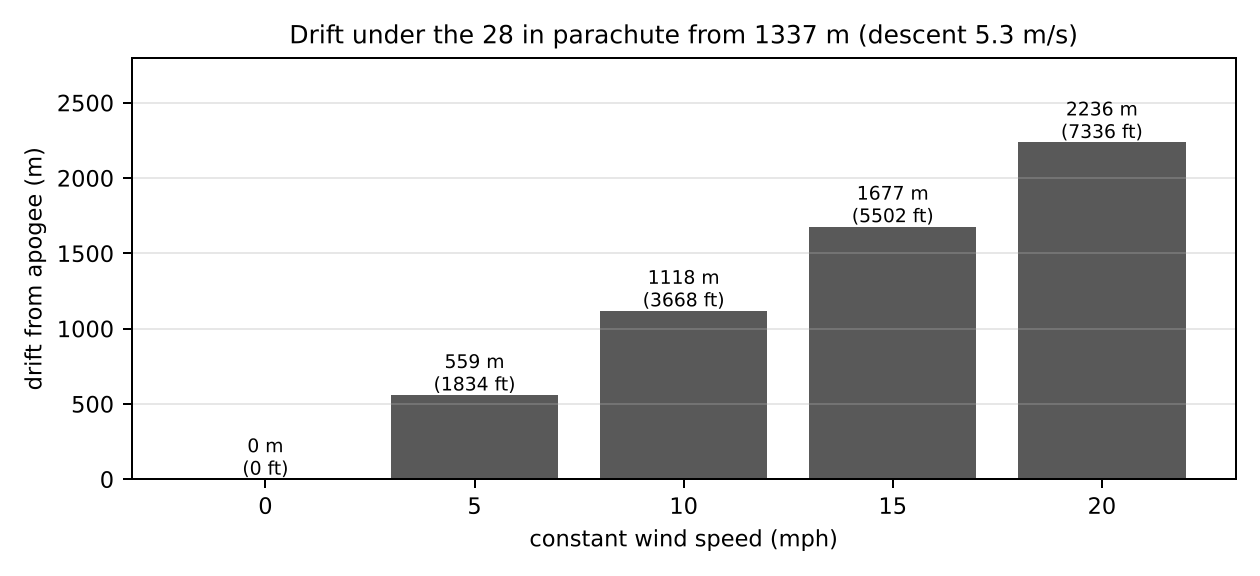 Drift under the 28 in parachute from 1337 m (descent 5.3 m/s)
drift from apogee (m)
2500
2000
1500
1000
500
0
0 m
(0 ft)
559 m
(1834 ft)
1118 m
(3668 ft)
1677 m
(5502 ft)
2236 m
(7336 ft)
0
5
10
15
20
constant wind speed (mph)